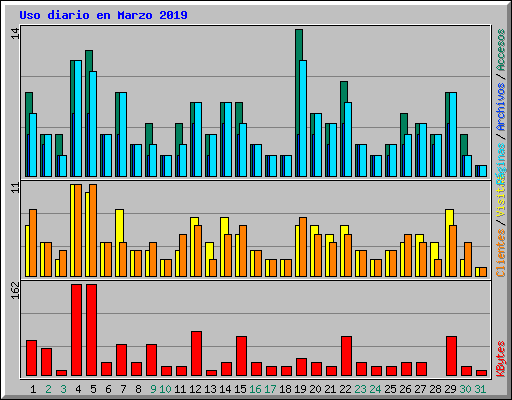 Uso diario en Marzo 2019
14
11
162
Accesos
/ Archivos /
Clientes /
KBytes
1 2 3 4 5 6 7 8 9 10 11 12 13 14 15 16 17 18 19 20 21 22 23 24 25 26 27 28 29 30 31